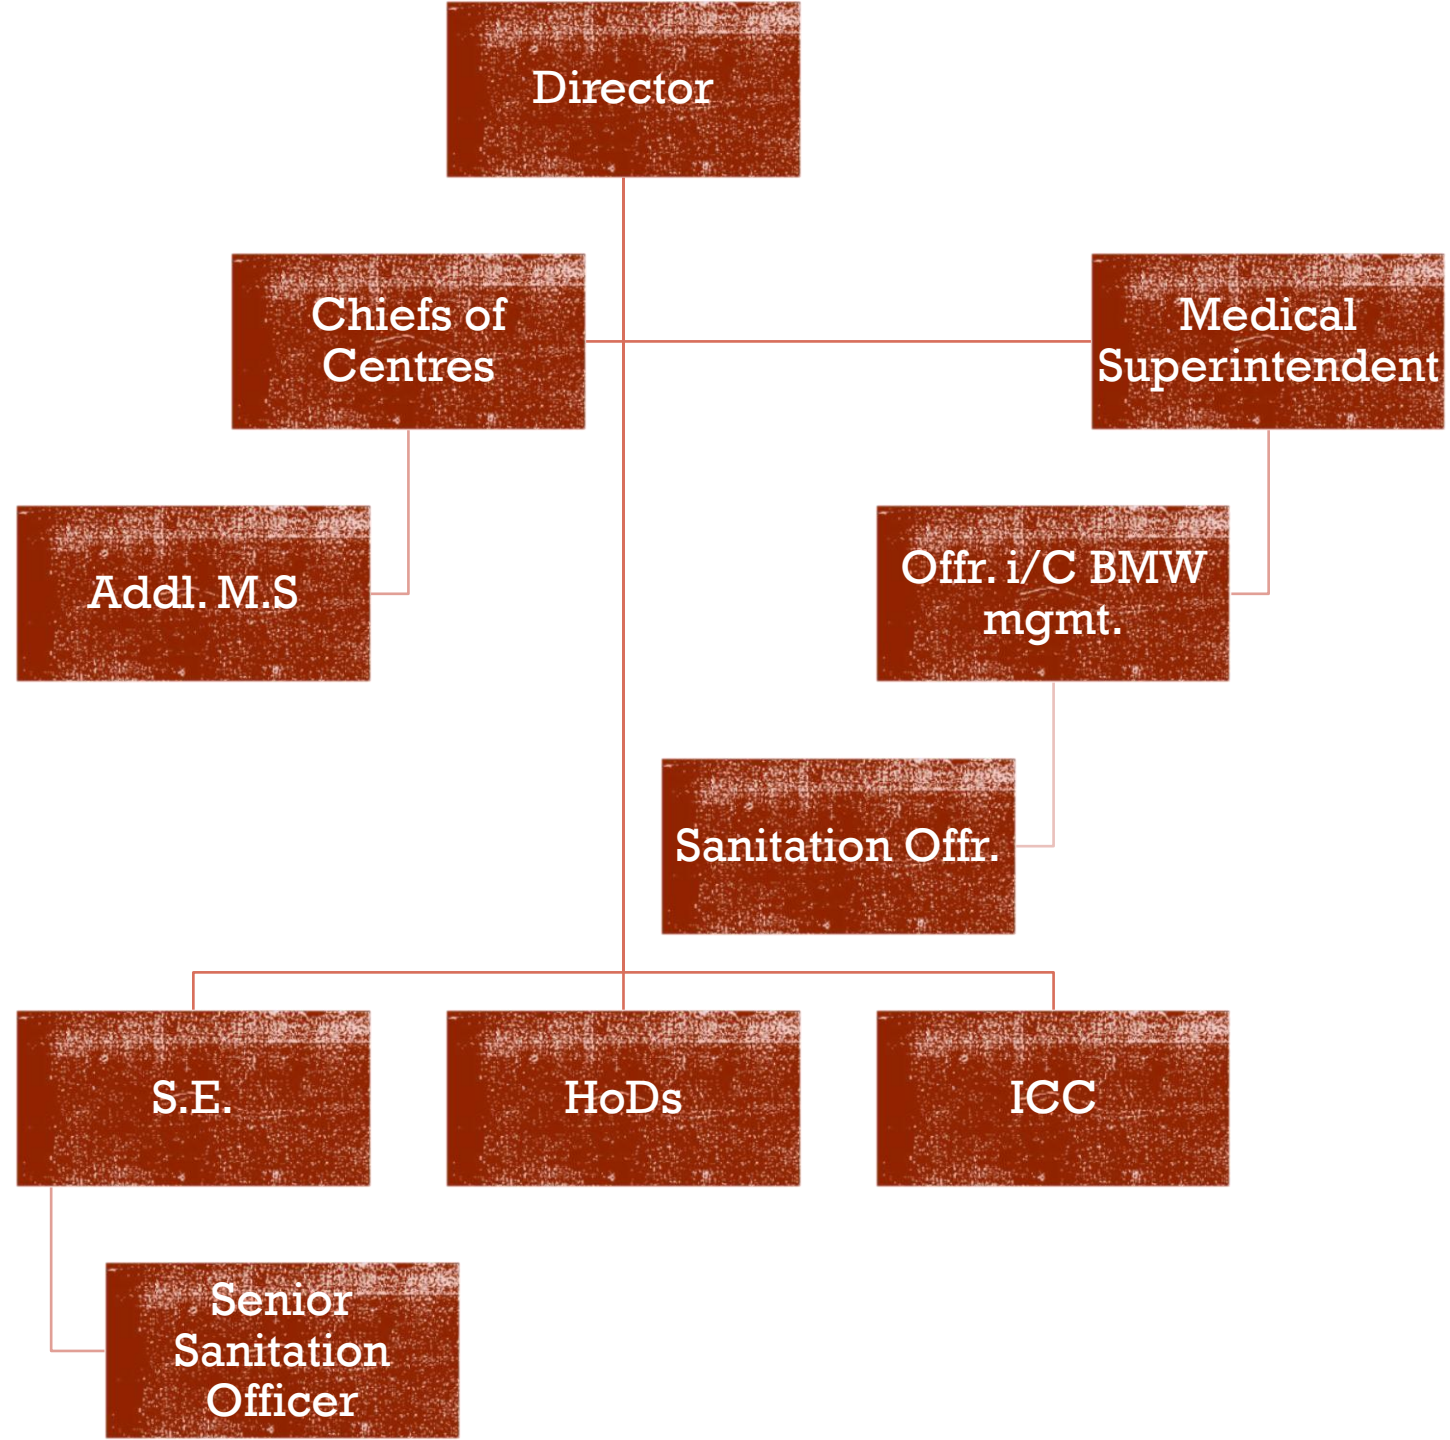 Director
Chiefs of
Centres
Medical
Superintendent
Addl. M.S
Offr. i/C BMW
mgmt.
Sanitation Offr.
S.E.
HoDs
ICC
Senior
Sanitation
Officer